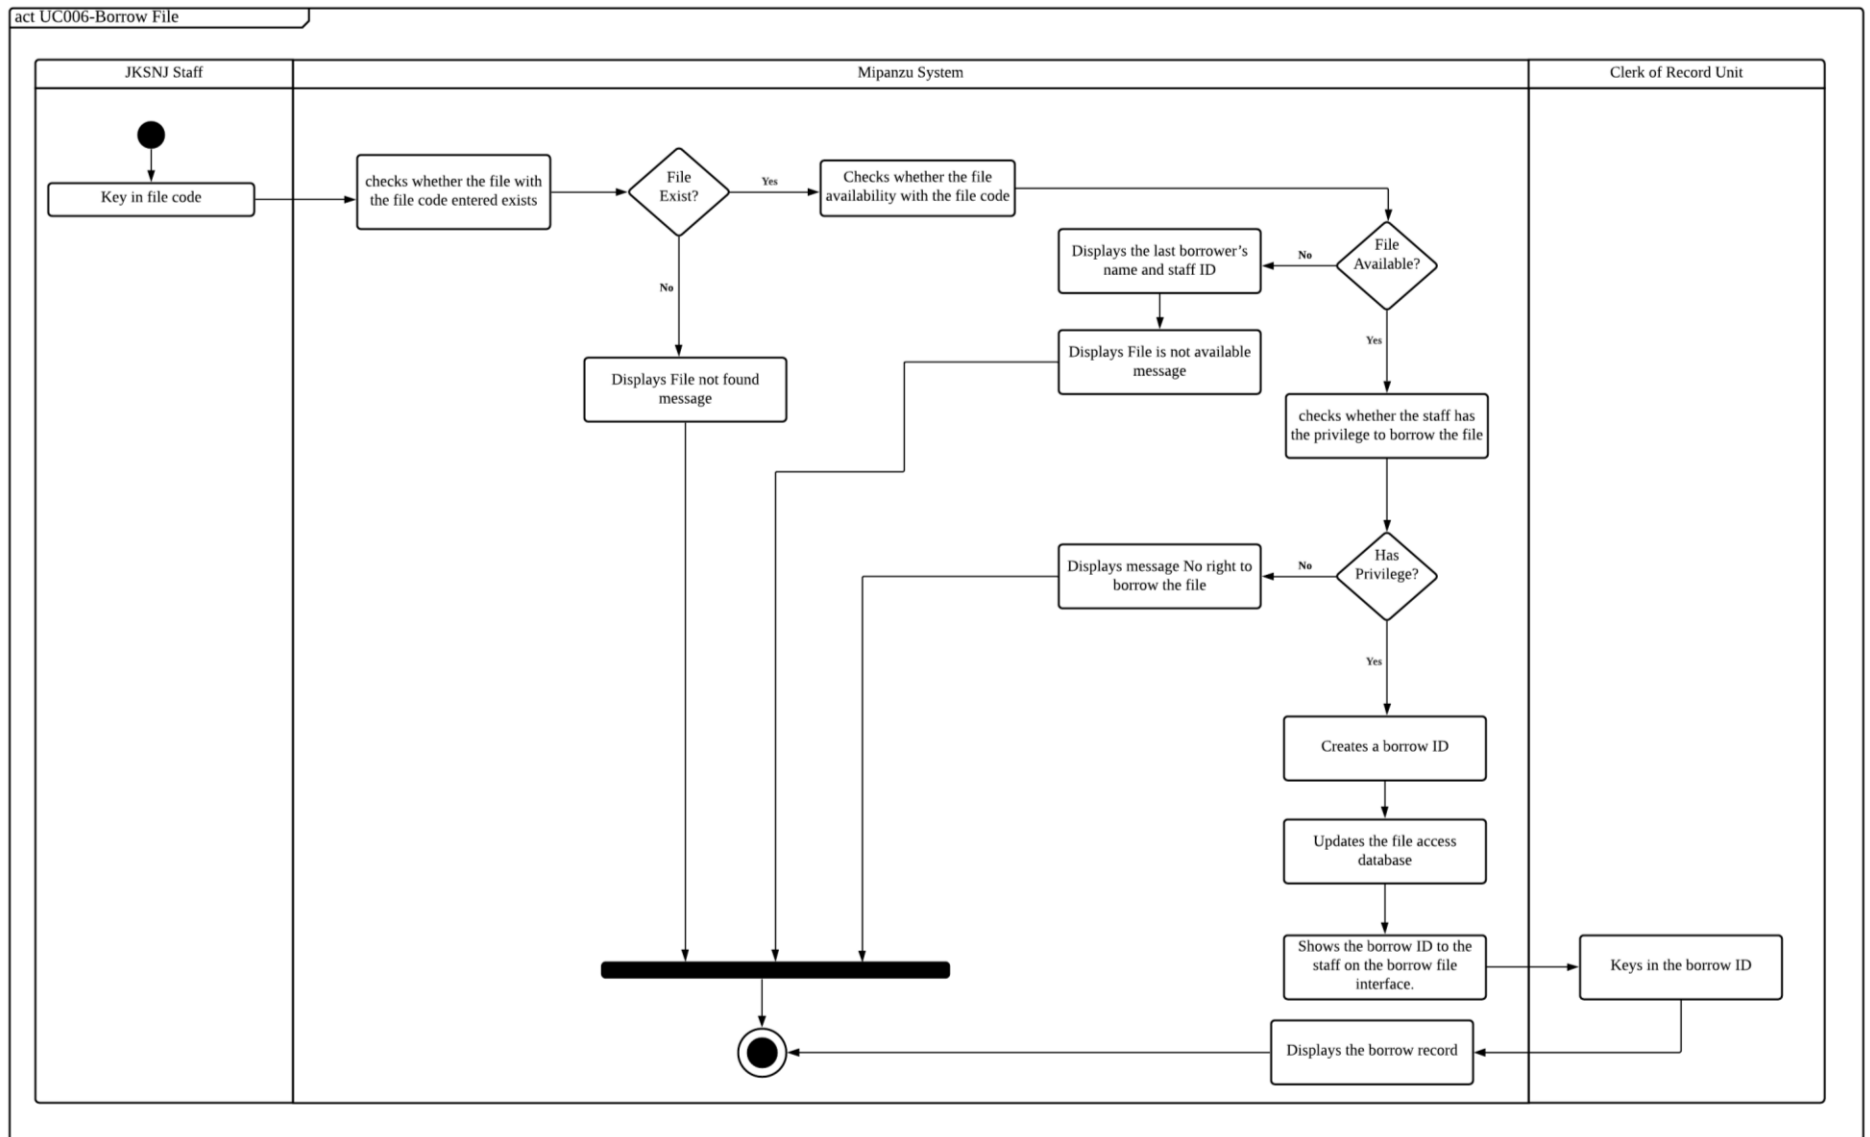 act UC006-Borrow File
JKSNJ Staff
Mipanzu System
Clerk of Record Unit
Key in file code
checks whether the file with
the file code entered exists
File
Exist?
Yes
Checks whether the file
availability with the file code
File
Available?
No
Displays the last borrower’s
name and staff ID
No
Yes
Displays File is not available
message
Displays File not found
message
checks whether the staff has
the privilege to borrow the file
Has
Privilege?
No
Displays message No right to
borrow the file
Yes
Creates a borrow ID
Updates the file access
database
Shows the borrow ID to the
staff on the borrow file
interface.
Keys in the borrow ID
Displays the borrow record